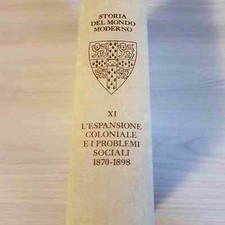 STORIA
DEL MONDO
MODERNO
XI
L'ESPANSIONE
COLONIALE
E I PROBLEMI
SOCIALI
1870-1898